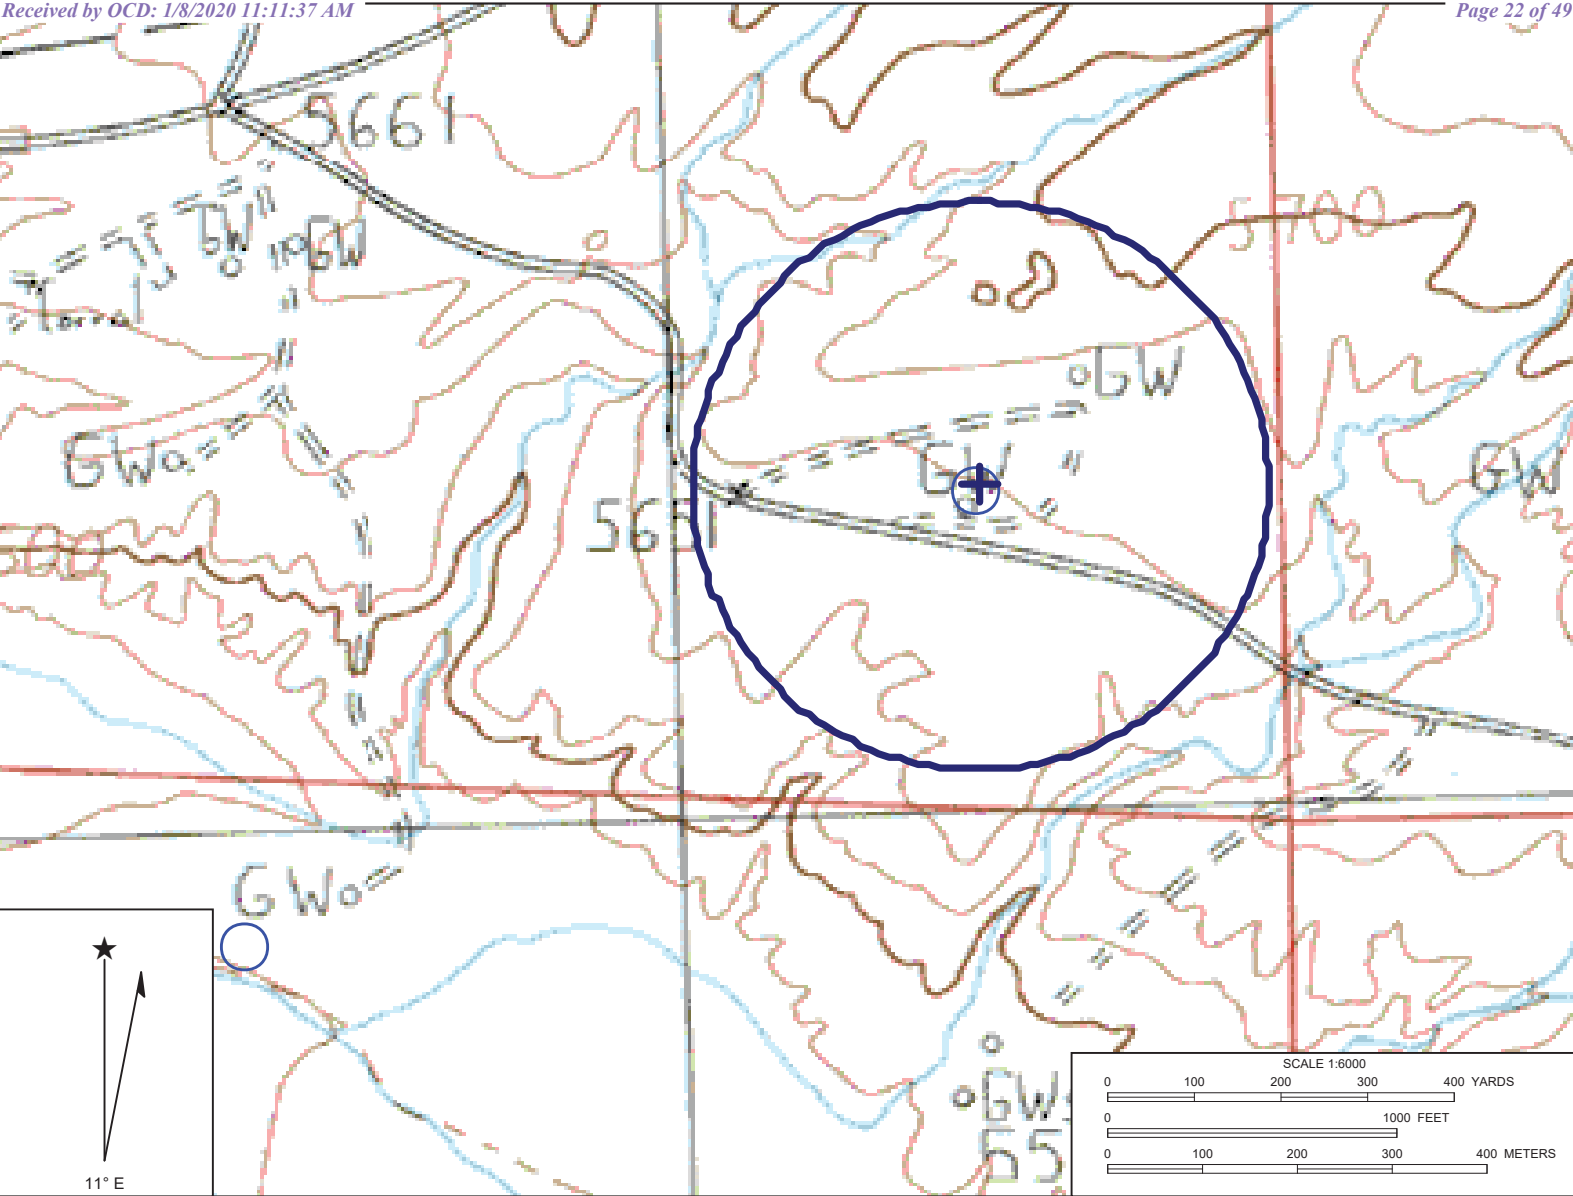 Received by OCD: 1/8/2020 11:11:37 AM
Page 22 of 49
5661
GW
GW
5700
Corral
GW
GW
GW
GW
5651
GW
GW
11° E
SCALE 1:6000
0 100 200 300 400 YARDS
0 1000 FEET
0 100 200 300 400 METERS